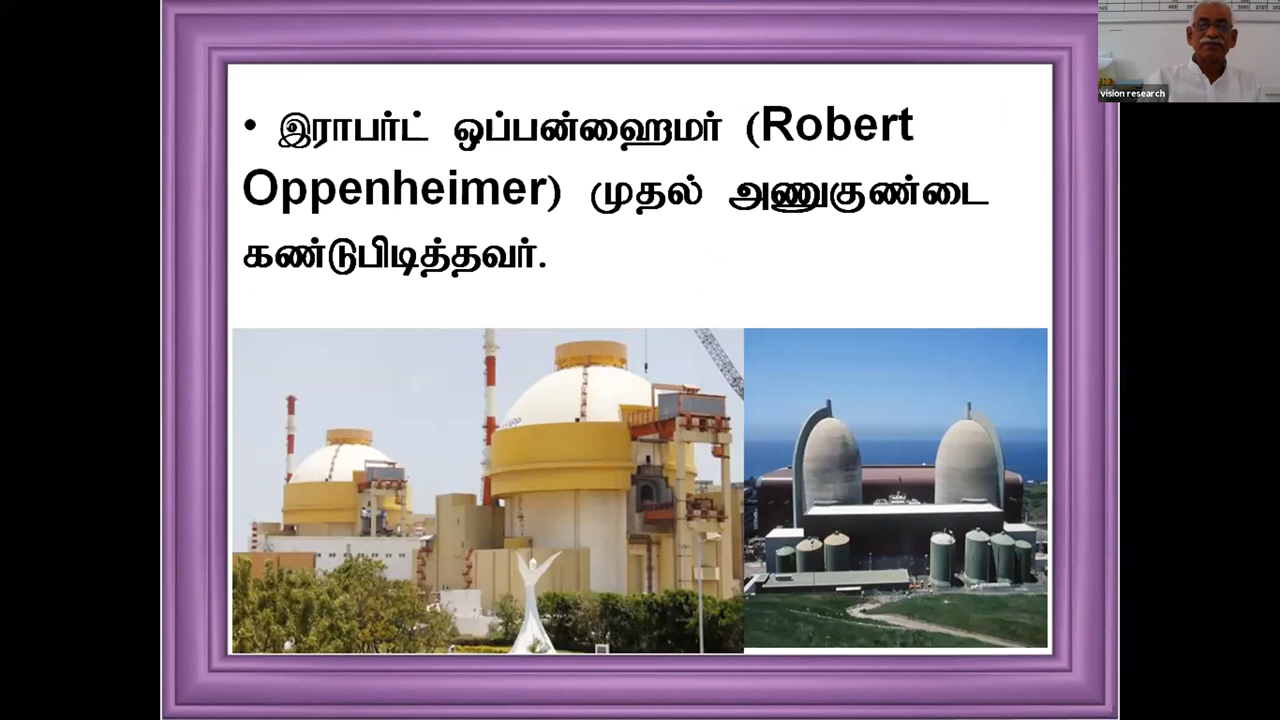 • இராபர்ட் ஒப்பன்ஹைமர் (Robert
Oppenheimer) முதல் அணுகுண்டை
கண்டுபிடித்தவர்.
vision research